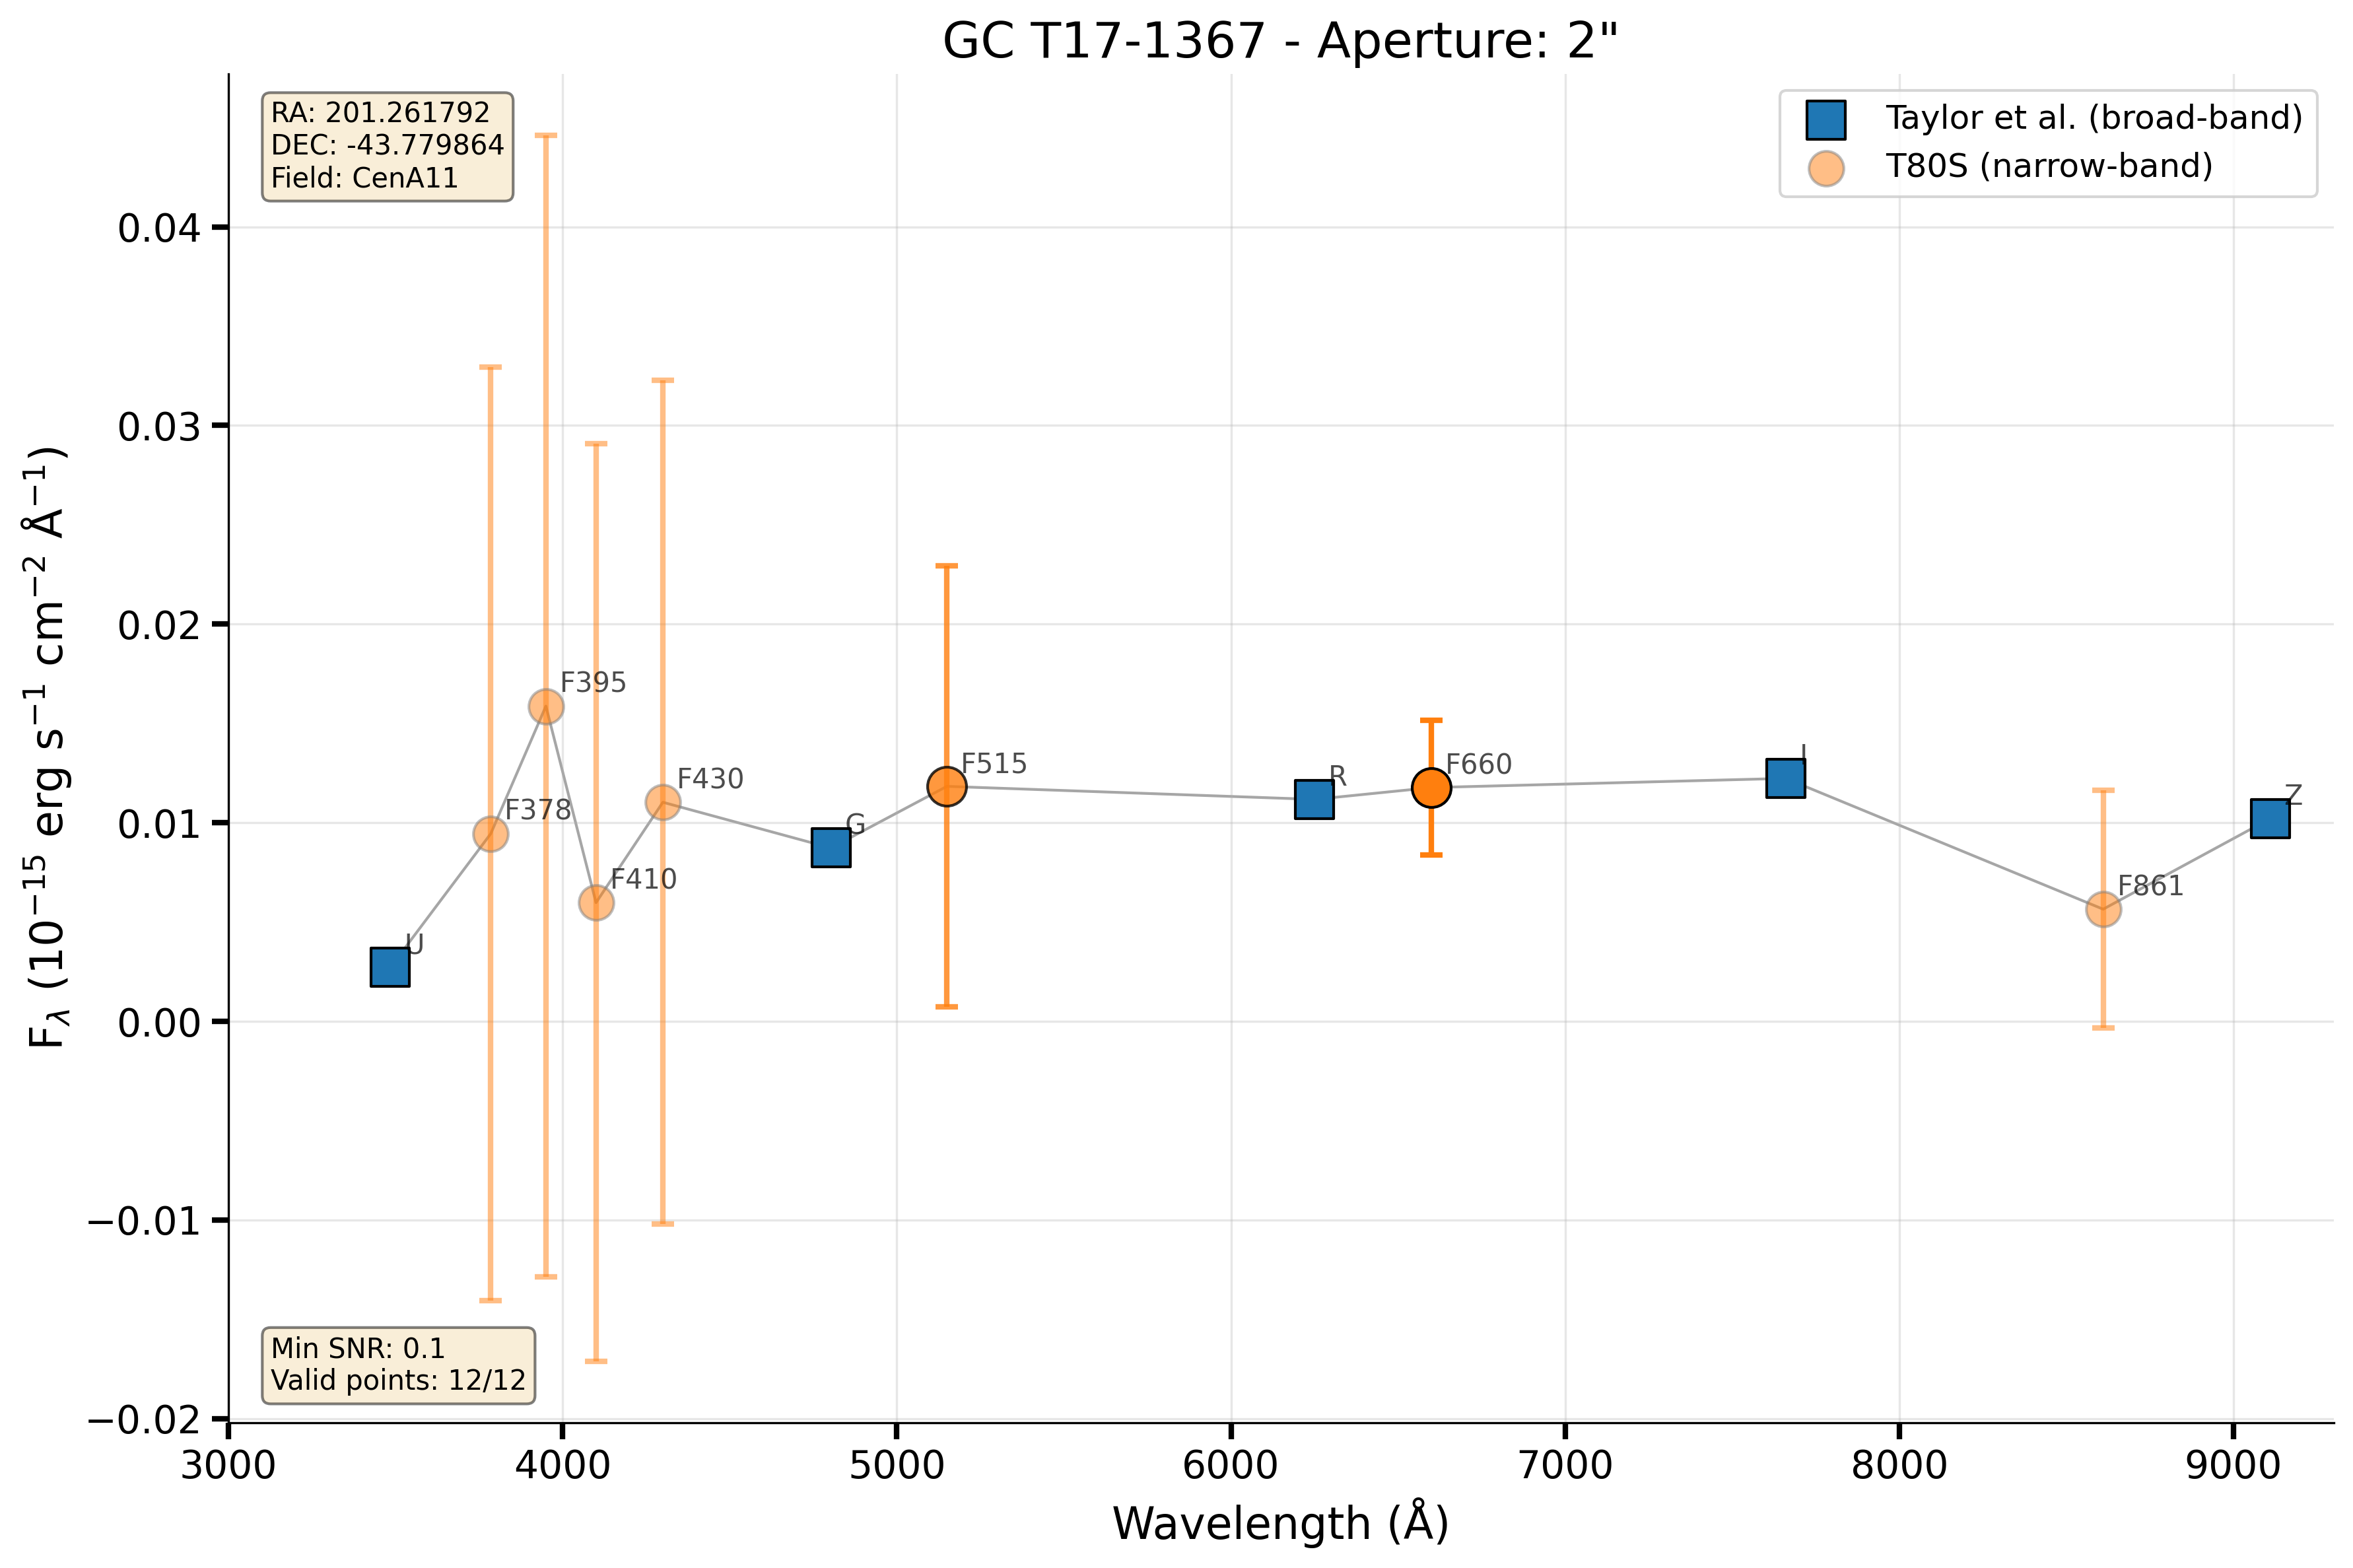 GC T17-1367 - Aperture: 2"
RA: 201.261792
DEC: -43.779864
Field: CenA11
Taylor et al. (broad-band)
T80S (narrow-band)
F_λ (10⁻¹⁵ erg s⁻¹ cm⁻² Å⁻¹)
0.04
0.03
0.02
0.01
0.00
−0.01
−0.02
U
F378
F395
F410
F430
G
F515
R
F660
I
F861
Z
Min SNR: 0.1
Valid points: 12/12
3000 4000 5000 6000 7000 8000 9000
Wavelength (Å)